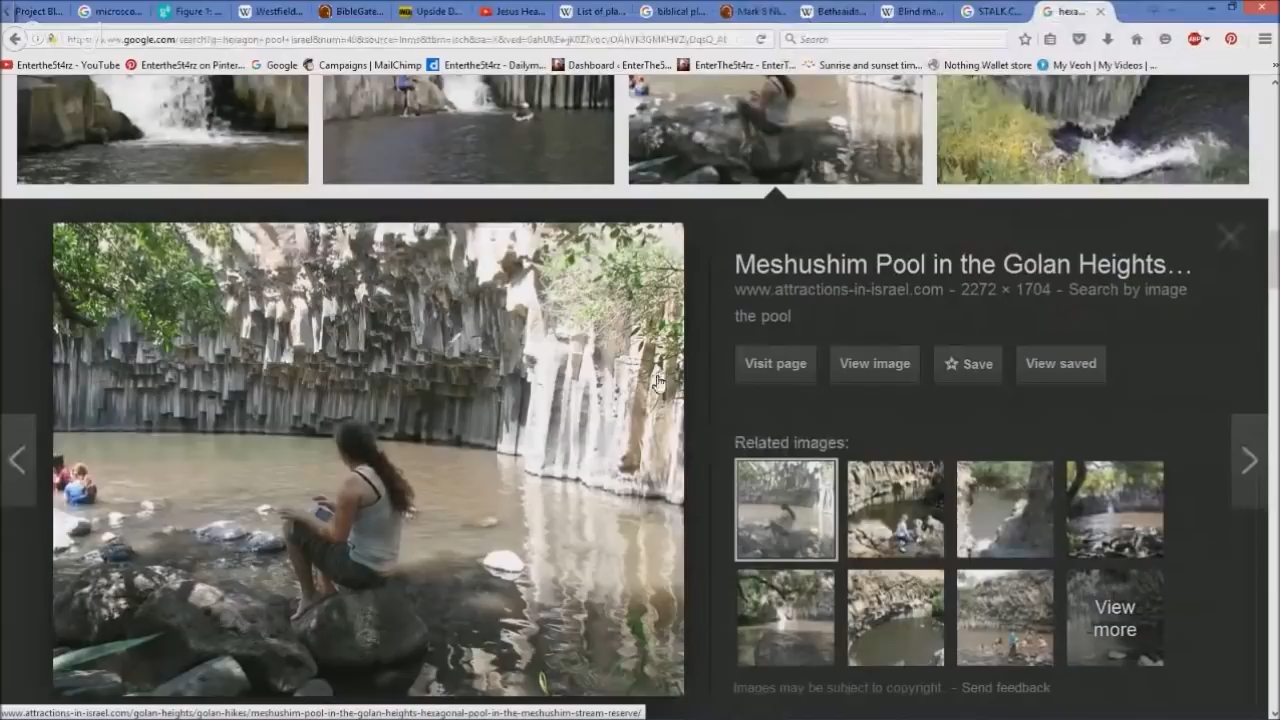 Project Bl...
microsco...
Figure 1: ...
Westfield...
BibleGate...
Upside D...
Jesus Hea...
List of pla...
biblical pl...
Mark 5 NI...
Bethsaida...
Blind ma...
STALK C...
hexa...
Search
EntertheSt4rz - YouTube
EntertheSt4rz on Pinter...
Google
Campaigns | MailChimp
EntertheSt4rz - Dailym...
Dashboard ‹ EnterThe5...
EnterThe5t4rz - EnterT...
Sunrise and sunset tim...
Nothing Wallet store
My Veoh | My Videos | ...
Meshushim Pool in the Golan Heights...
www.attractions-in-israel.com - 2272 × 1704 - Search by image
the pool
Visit page
View image
Save
View saved
Related images:
View
more
Images may be subject to copyright. - Send feedback
www.attractions-in-israel.com/golan-heights/golan-hikes/meshushim-pool-in-the-golan-heights-hexagonal-pool-in-the-meshushim-stream-reserve/